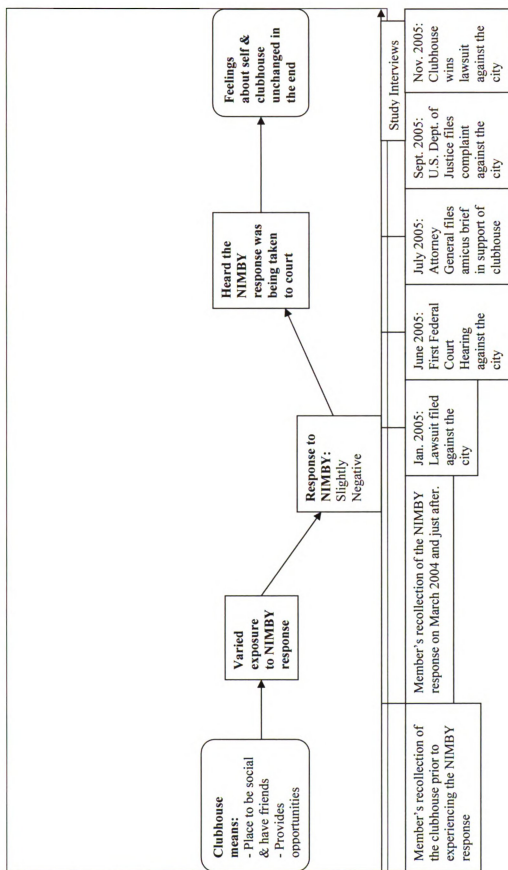 Clubhouse
means:
- Place to be social
& have friends
- Provides
opportunities
Varied
exposure
to NIMBY
response
Response to
NIMBY:
Slightly
Negative
Heard the
NIMBY
response was
being taken
to court
Feelings
about self &
clubhouse
unchanged in
the end
Study Interviews
Member's recollection of
the clubhouse prior to
experiencing the NIMBY
response
Member's recollection of the NIMBY
response on March 2004 and just after.
Jan. 2005:
Lawsuit filed
against the
city
June 2005:
First Federal
Court
Hearing
against the
city
July 2005:
Attorney
General files
amicus brief
in support of
clubhouse
Sept. 2005:
U.S. Dept. of
Justice files
complaint
against the
city
Nov. 2005:
Clubhouse
wins
lawsuit
against the
city